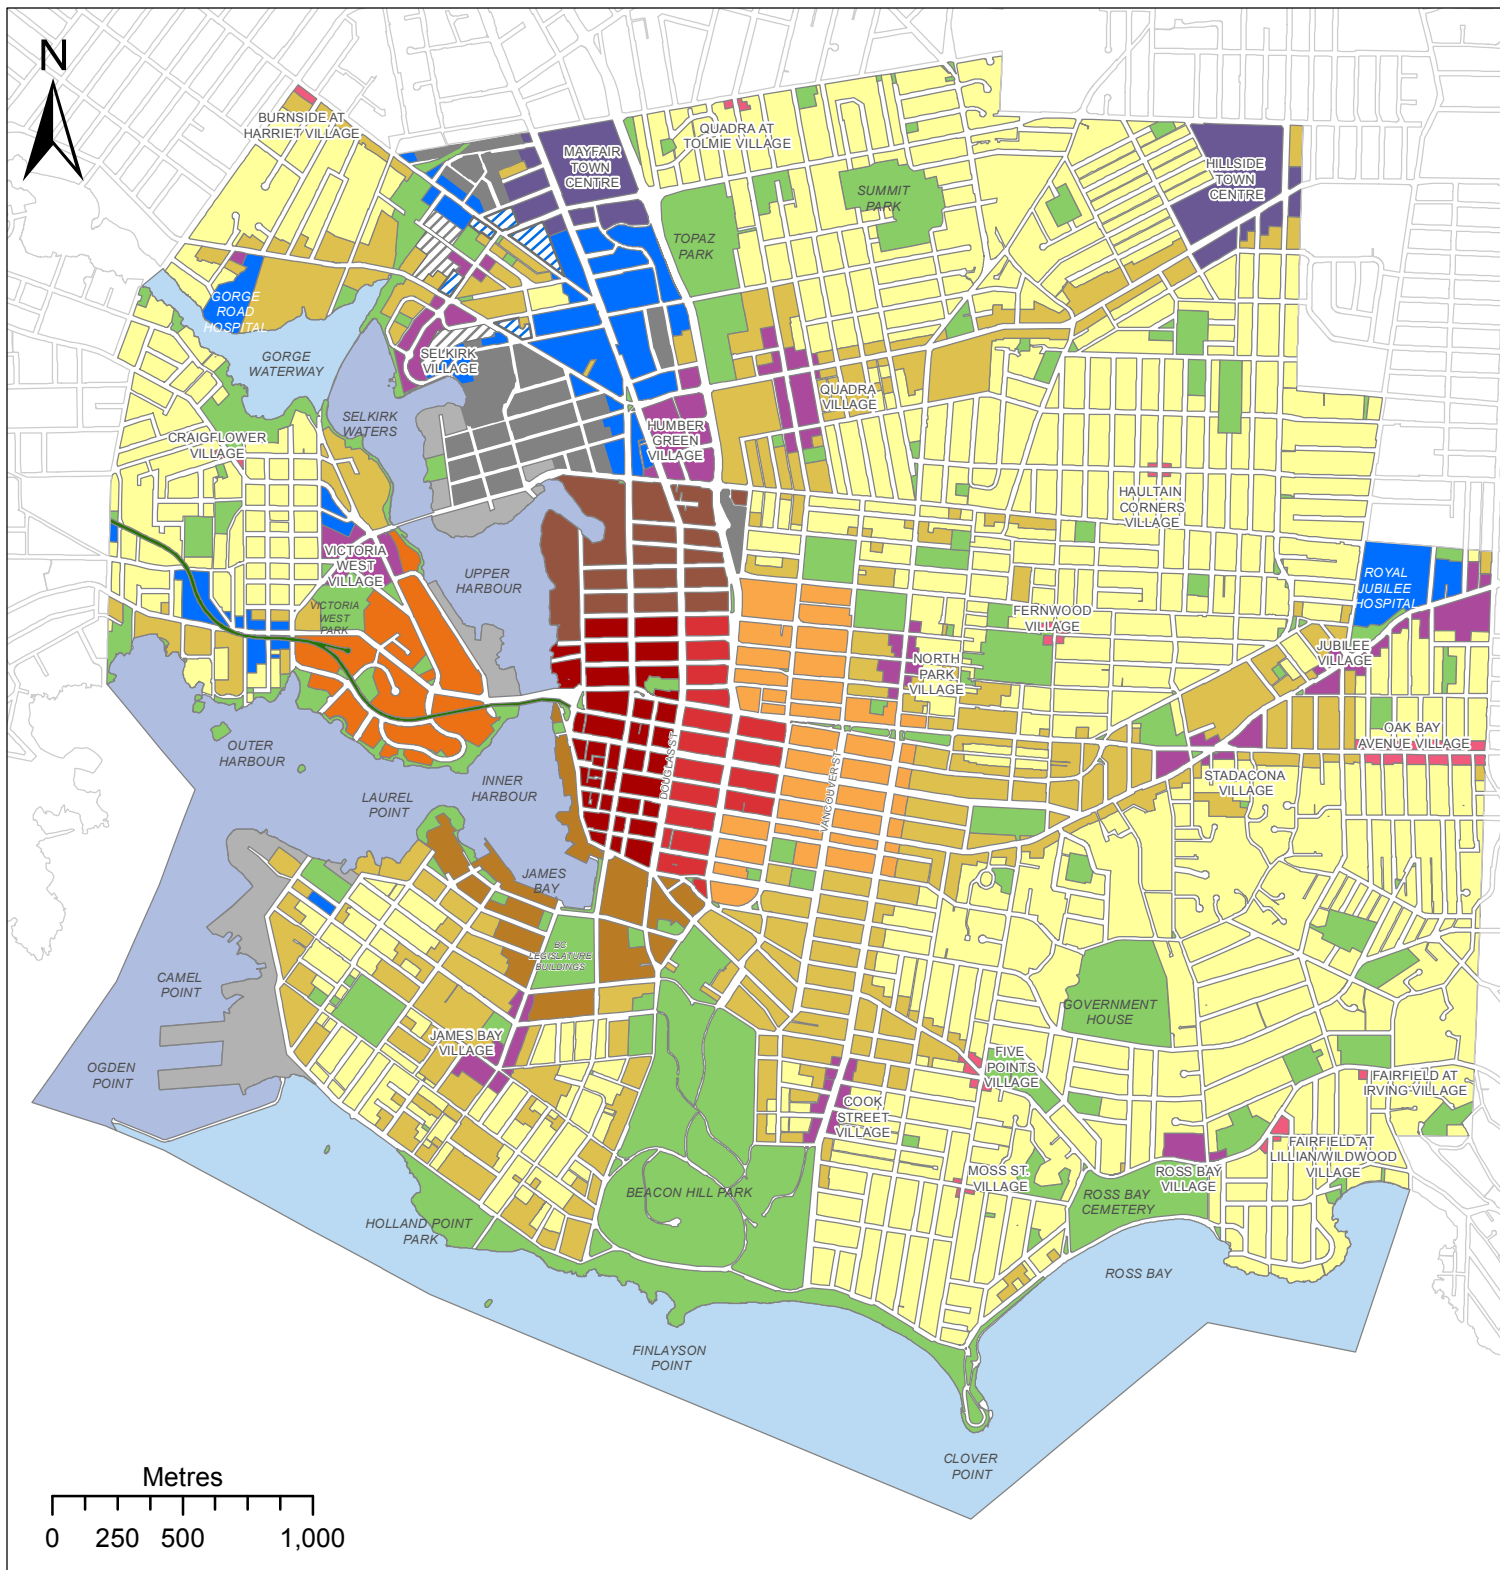 N
BURNSIDE AT
HARRIET VILLAGE
MAYFAIR
TOWN
CENTRE
QUADRA AT
TOLMIE VILLAGE
HILLSIDE
TOWN
CENTRE
SUMMIT
PARK
TOPAZ
PARK
GORGE
ROAD
HOSPITAL
GORGE
WATERWAY
SELKIRK
VILLAGE
SELKIRK
WATERS
QUADRA
VILLAGE
HUMBER
GREEN
VILLAGE
CRAIGFLOWER
VILLAGE
HAULTAIN
CORNERS
VILLAGE
VICTORIA
WEST
VILLAGE
UPPER
HARBOUR
ROYAL
JUBILEE
HOSPITAL
VICTORIA
WEST
PARK
FERNWOOD
VILLAGE
JUBILEE
VILLAGE
NORTH
PARK
VILLAGE
OAK BAY
AVENUE VILLAGE
OUTER
HARBOUR
DOUGLAS ST
VANCOUVER ST
STADACONA
VILLAGE
INNER
HARBOUR
LAUREL
POINT
JAMES
BAY
BC
LEGISLATURE
BUILDINGS
CAMEL
POINT
GOVERNMENT
HOUSE
JAMES BAY
VILLAGE
OGDEN
POINT
FIVE
POINTS
VILLAGE
FAIRFIELD AT
IRVING VILLAGE
COOK
STREET
VILLAGE
FAIRFIELD AT
LILLIAN/WILDWOOD
VILLAGE
MOSS ST.
VILLAGE
ROSS BAY
VILLAGE
BEACON HILL PARK
ROSS BAY
CEMETERY
HOLLAND POINT
PARK
ROSS BAY
FINLAYSON
POINT
CLOVER
POINT
Metres
0 250 500 1,000